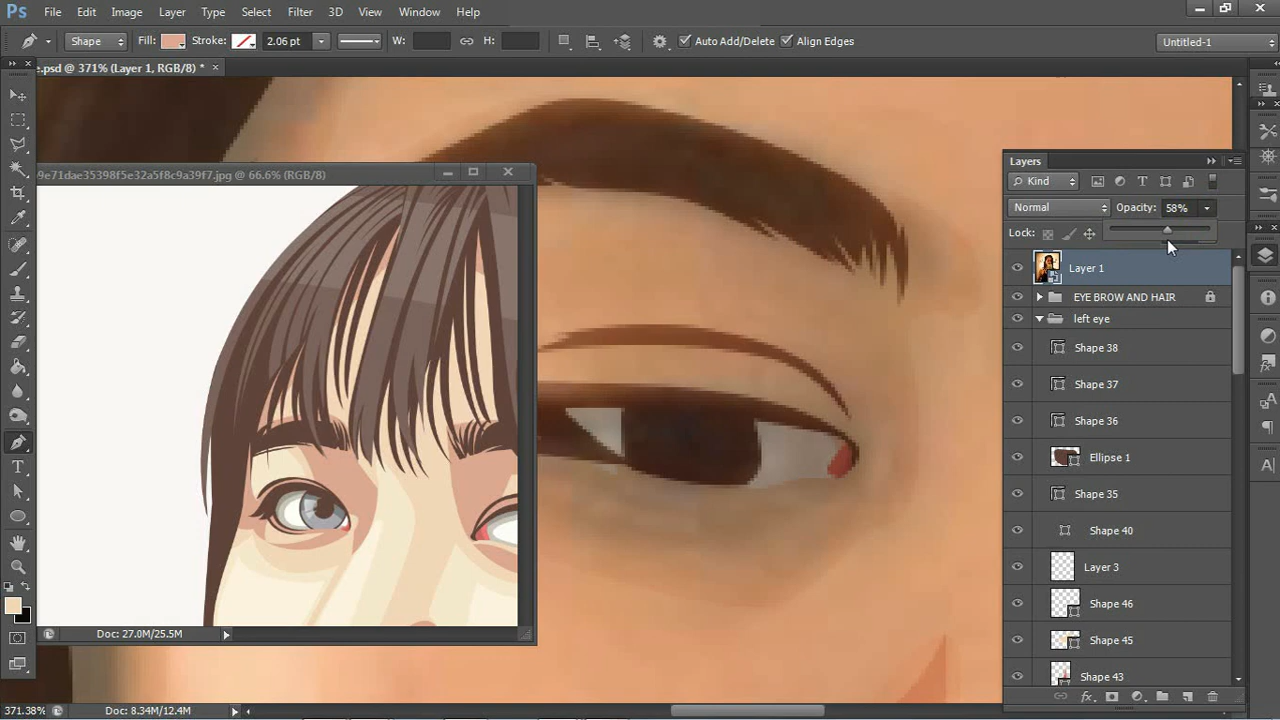 Ps File Edit Image Layer Type Select Filter 3D View Window Help
Shape Fill: Stroke: 2.06 pt W: H: Auto Add/Delete Align Edges Untitled-1
e.psd @ 371% (Layer 1, RGB/8) * ×
9e71dae35398f5e32a5f8c9a39f7.jpg @ 66.6% (RGB/8)
Layers
Kind
Normal Opacity: 58%
Lock:
Layer 1
EYE BROW AND HAIR
left eye
Shape 38
Shape 37
Shape 36
Ellipse 1
Shape 35
Shape 40
Layer 3
Shape 46
Shape 45
Shape 43
Doc: 27.0M/25.5M
371.38% Doc: 8.34M/12.4M